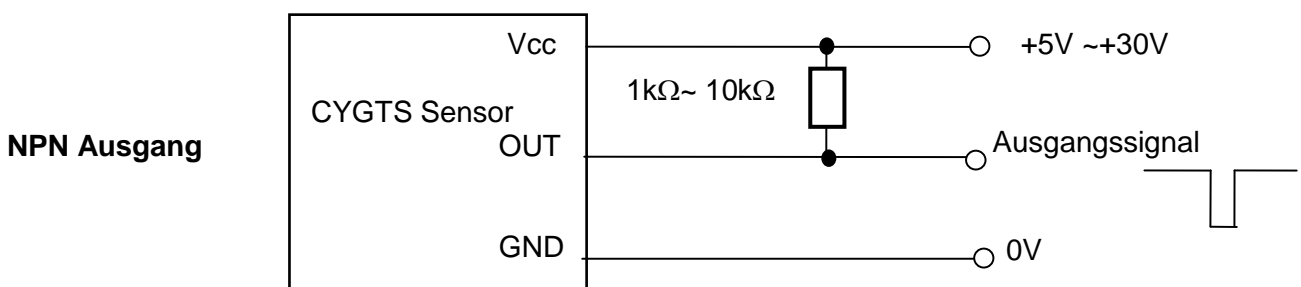 Vcc
+5V ~+30V
1kΩ~ 10kΩ
CYGTS Sensor
NPN Ausgang
OUT
Ausgangssignal
GND
0V